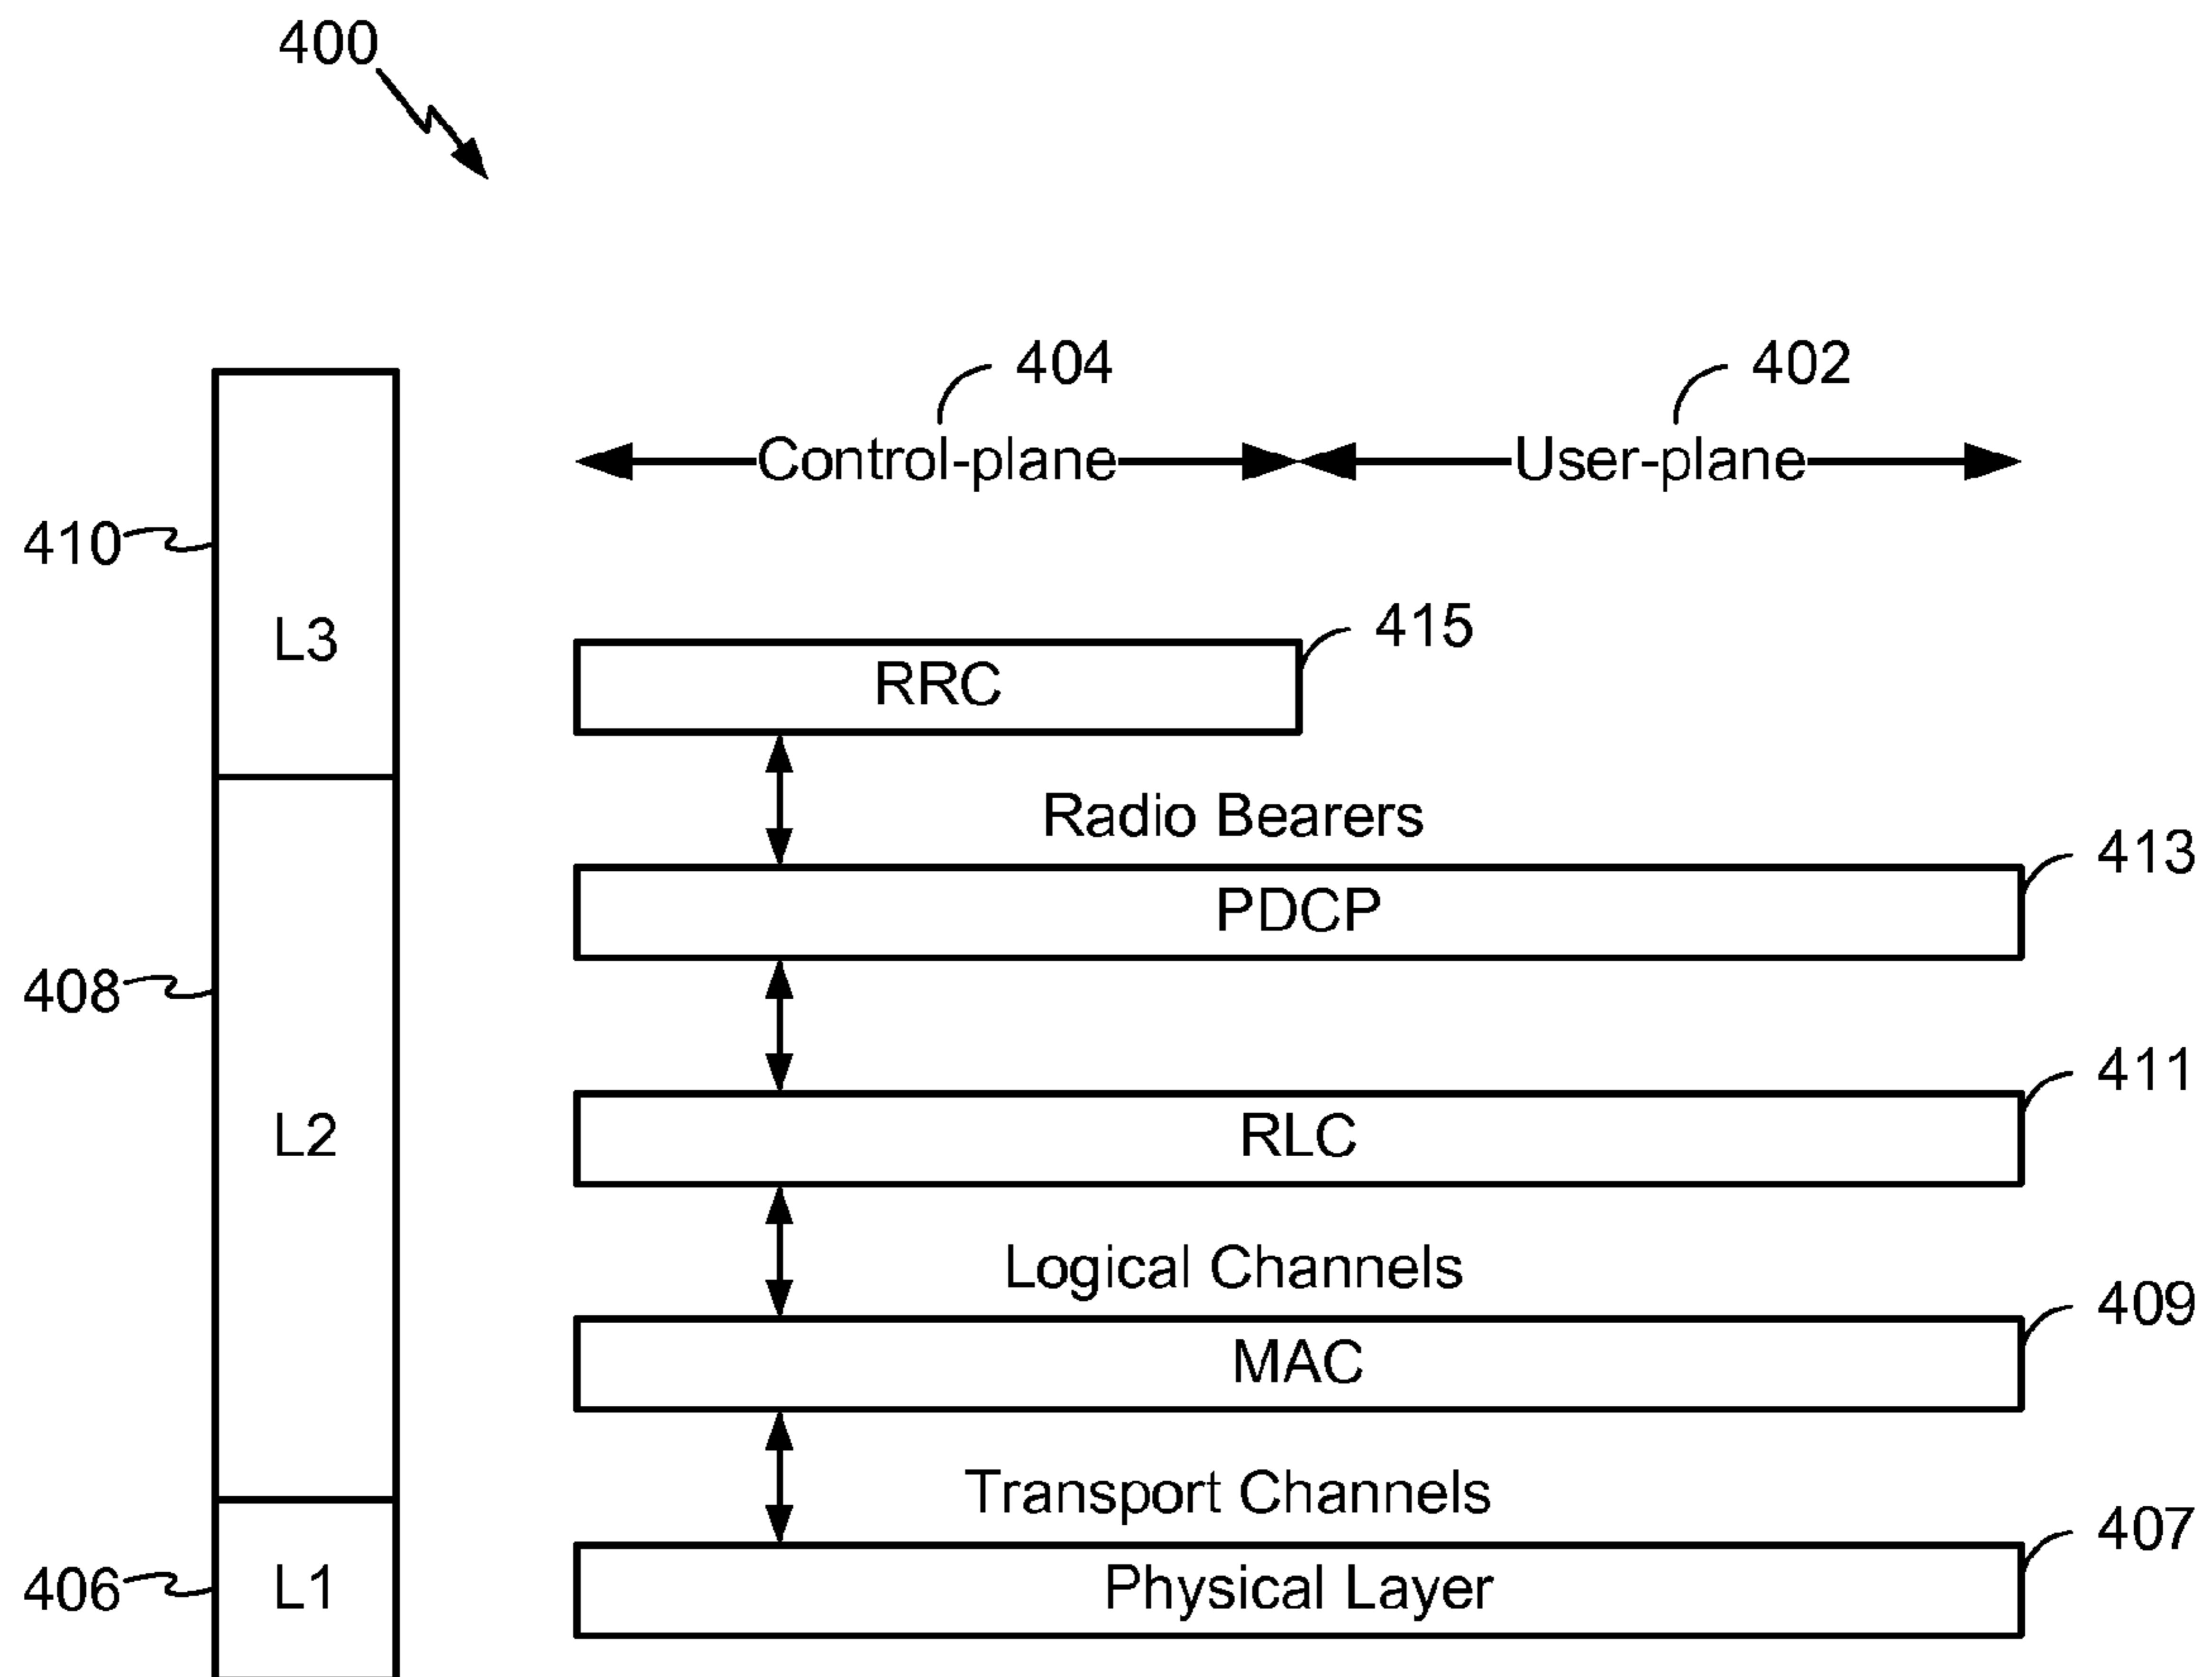 400
404
402
Control-plane
User-plane
410
L3
RRC
415
Radio Bearers
413
PDCP
408
L2
RLC
411
Logical Channels
409
MAC
Transport Channels
407
406
L1
Physical Layer